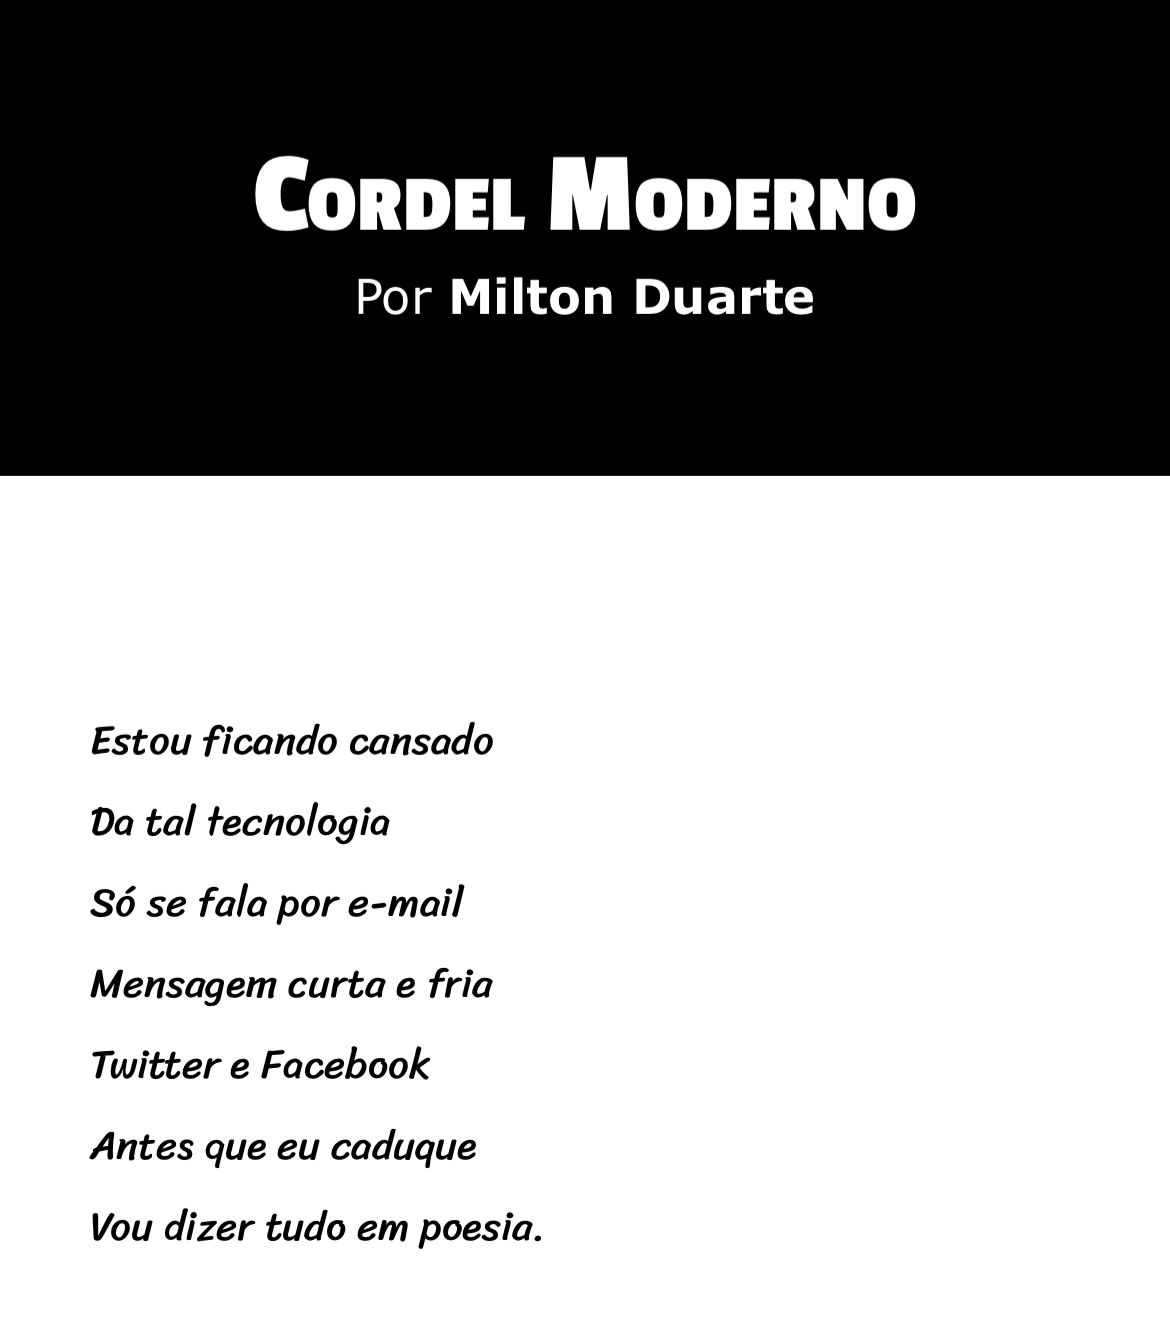 Cordel Moderno
Por Milton Duarte
Estou ficando cansado
Da tal tecnologia
Só se fala por e-mail
Mensagem curta e fria
Twitter e Facebook
Antes que eu caduque
Vou dizer tudo em poesia.